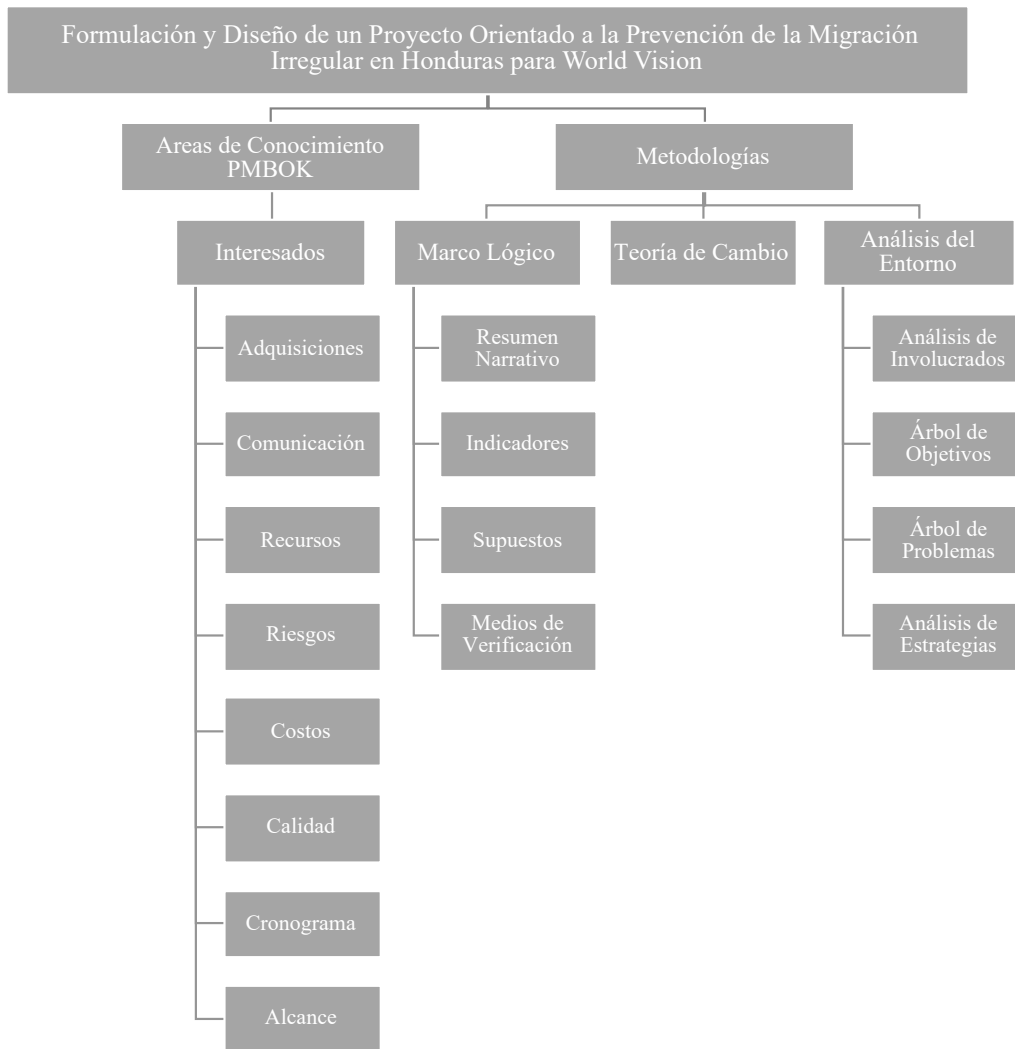 Formulación y Diseño de un Proyecto Orientado a la Prevención de la Migración
Irregular en Honduras para World Vision
Areas de Conocimiento
PMBOK
Metodologías
Interesados
Marco Lógico
Teoría de Cambio
Análisis del
Entorno
Adquisiciones
Resumen
Narrativo
Análisis de
Involucrados
Comunicación
Indicadores
Árbol de
Objetivos
Recursos
Supuestos
Árbol de
Problemas
Riesgos
Medios de
Verificación
Análisis de
Estrategias
Costos
Calidad
Cronograma
Alcance